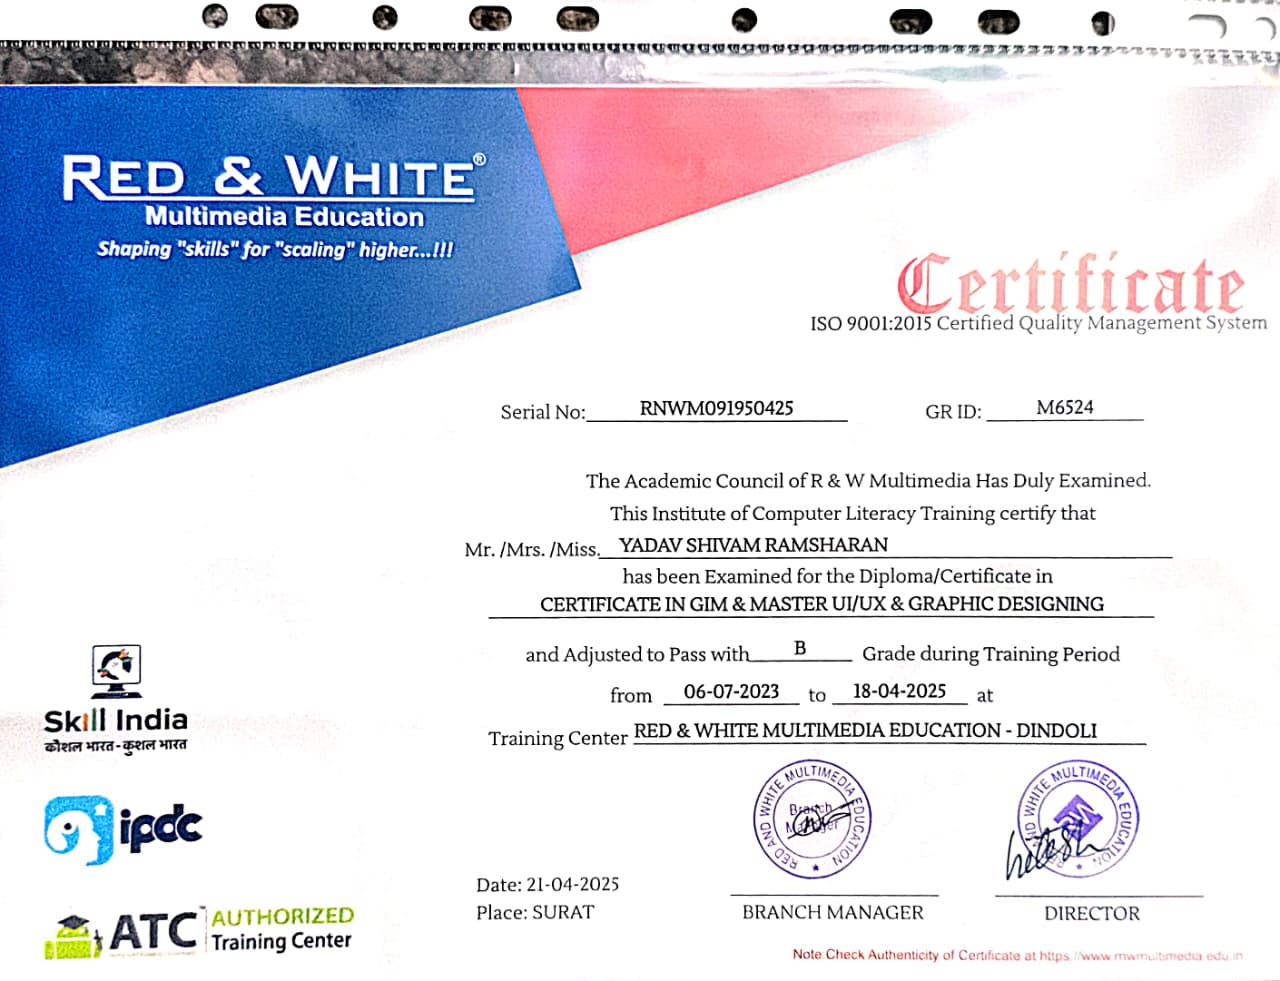 RED & WHITE®
Multimedia Education
Shaping "skills" for "scaling" higher...!!!
Certificate
ISO 9001:2015 Certified Quality Management System
Serial No: RNWM091950425 GR ID: M6524
The Academic Council of R & W Multimedia Has Duly Examined.
This Institute of Computer Literacy Training certify that
Mr. /Mrs. /Miss. YADAV SHIVAM RAMSHARAN
has been Examined for the Diploma/Certificate in
CERTIFICATE IN GIM & MASTER UI/UX & GRAPHIC DESIGNING
and Adjusted to Pass with B Grade during Training Period
from 06-07-2023 to 18-04-2025 at
Training Center RED & WHITE MULTIMEDIA EDUCATION - DINDOLI
Skill India
कौशल भारत-कुशल भारत
ipdc
ATC AUTHORIZED
Training Center
RED AND WHITE MULTIMEDIA EDUCATION
Branch
Manager
AND WHITE MULTIMEDIA EDUCATION
hitesh
Date: 21-04-2025
Place: SURAT
BRANCH MANAGER
DIRECTOR
Note:Check Authenticity of Certificate at https://www.rnwmultimedia.edu.in